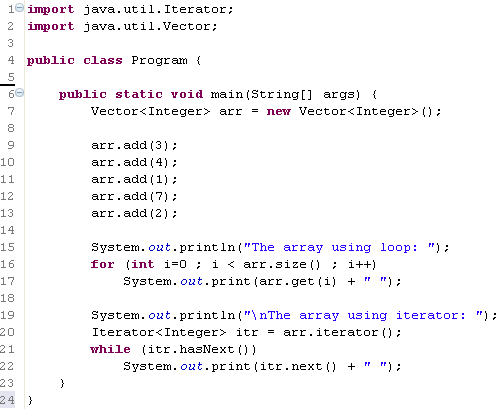 1 import java.util.Iterator;
2 import java.util.Vector;
3
4 public class Program {
5
6     public static void main(String[] args) {
7         Vector<Integer> arr = new Vector<Integer>();
8
9         arr.add(3);
10         arr.add(4);
11         arr.add(1);
12         arr.add(7);
13         arr.add(2);
14
15         System.out.println("The array using loop: ");
16         for (int i=0 ; i < arr.size() ; i++)
17             System.out.print(arr.get(i) + " ");
18
19         System.out.println("\nThe array using iterator: ");
20         Iterator<Integer> itr = arr.iterator();
21         while (itr.hasNext())
22             System.out.print(itr.next() + " ");
23     }
24 }